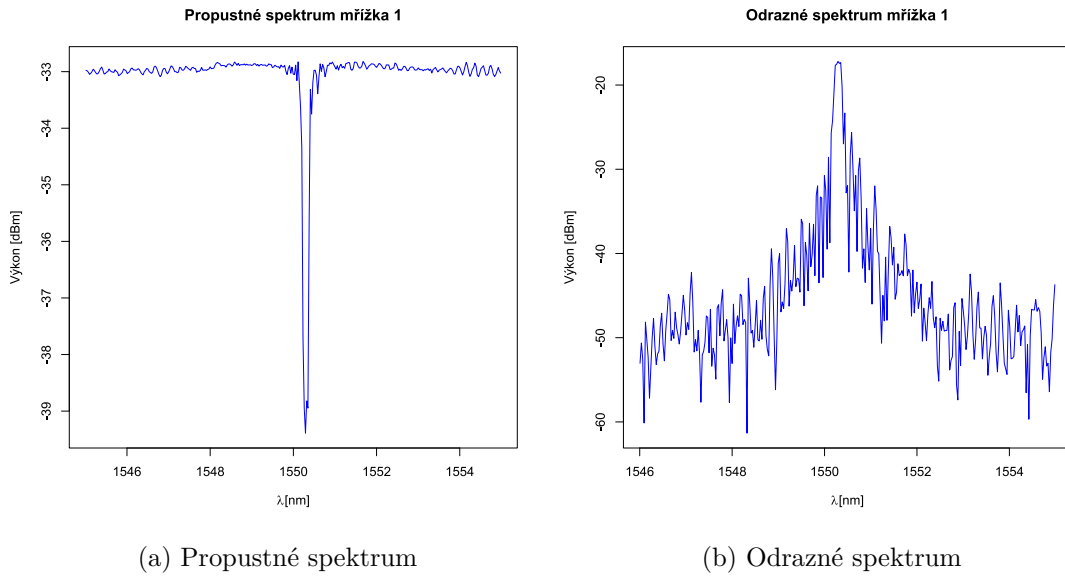 Propustné spektrum mřížka 1
Výkon [dBm]
-33
-34
-35
-36
-37
-38
-39
1546 1548 1550 1552 1554
λ[nm]
(a) Propustné spektrum
Odrazné spektrum mřížka 1
Výkon [dBm]
-20
-30
-40
-50
-60
1546 1548 1550 1552 1554
λ[nm]
(b) Odrazné spektrum